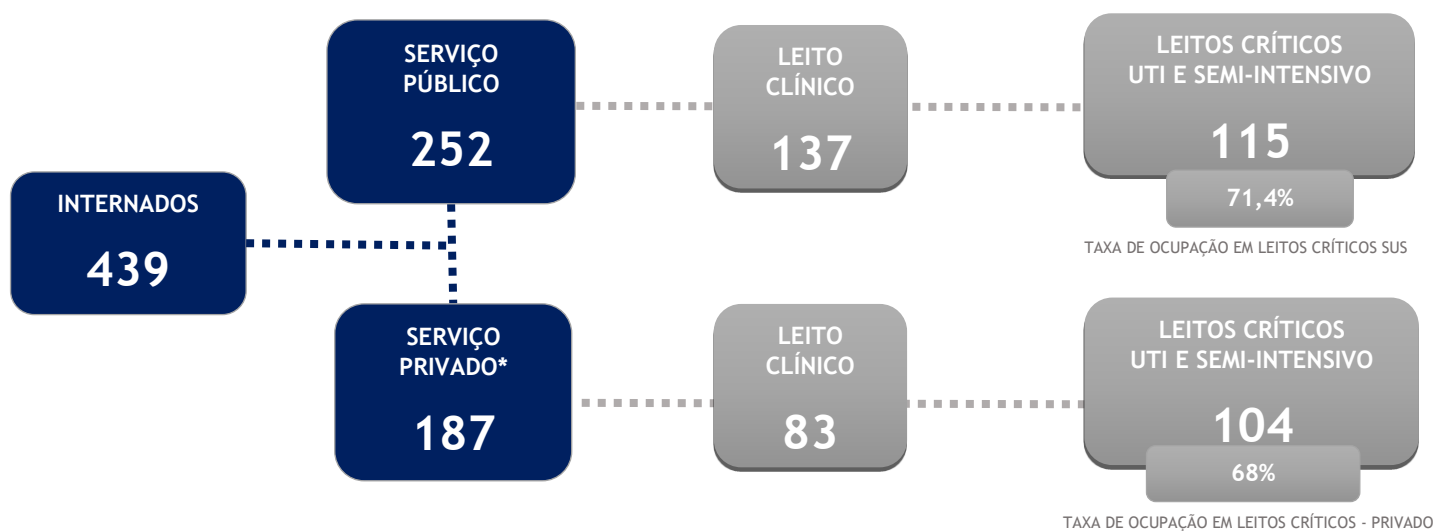 INTERNADOS
439
SERVIÇO
PÚBLICO
252
LEITO
CLÍNICO
137
LEITOS CRÍTICOS
UTI E SEMI-INTENSIVO
115
71,4%
TAXA DE OCUPAÇÃO EM LEITOS CRÍTICOS SUS
SERVIÇO
PRIVADO*
187
LEITO
CLÍNICO
83
LEITOS CRÍTICOS
UTI E SEMI-INTENSIVO
104
68%
TAXA DE OCUPAÇÃO EM LEITOS CRÍTICOS - PRIVADO